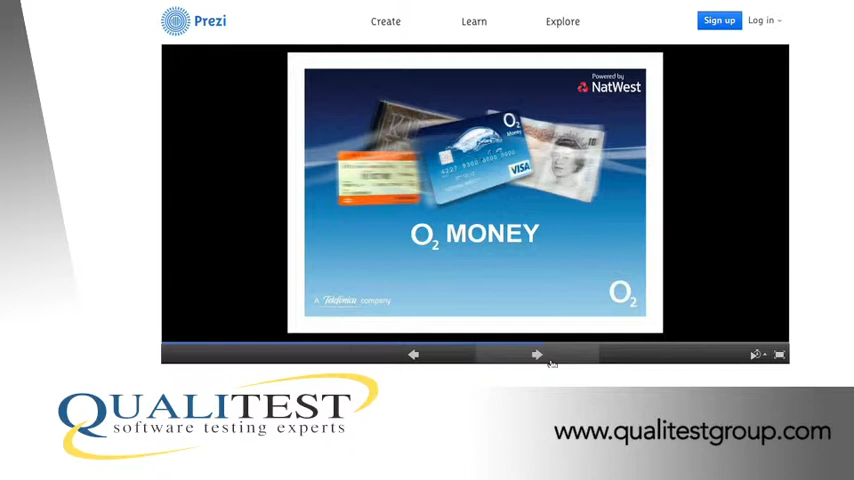 Prezi
Create
Learn
Explore
Sign up
Log in
Powered by
NatWest
O2
Money
VISA
O2 MONEY
A Telefónica company
O2
QUALITEST
software testing experts
www.qualitestgroup.com